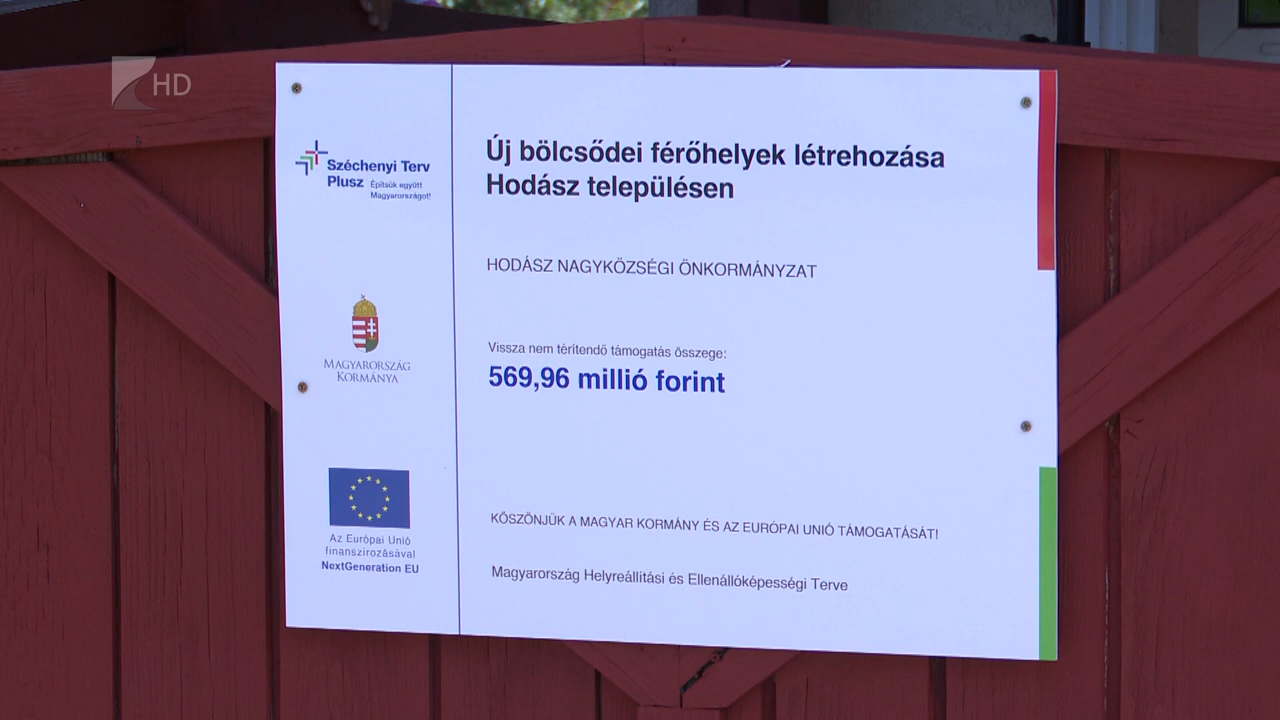 HD
Széchenyi Terv
Plusz Építsük együtt
Magyarországot!
MAGYARORSZÁG
KORMÁNYA
Az Európai Unió
finanszírozásával
NextGeneration EU
Új bölcsődei férőhelyek létrehozása
Hodász településen
HODÁSZ NAGYKÖZSÉGI ÖNKORMÁNYZAT
Vissza nem térítendő támogatás összege:
569,96 millió forint
KÖSZÖNJÜK A MAGYAR KORMÁNY ÉS AZ EURÓPAI UNIÓ TÁMOGATÁSÁT!
Magyarország Helyreállítási és Ellenállóképességi Terve